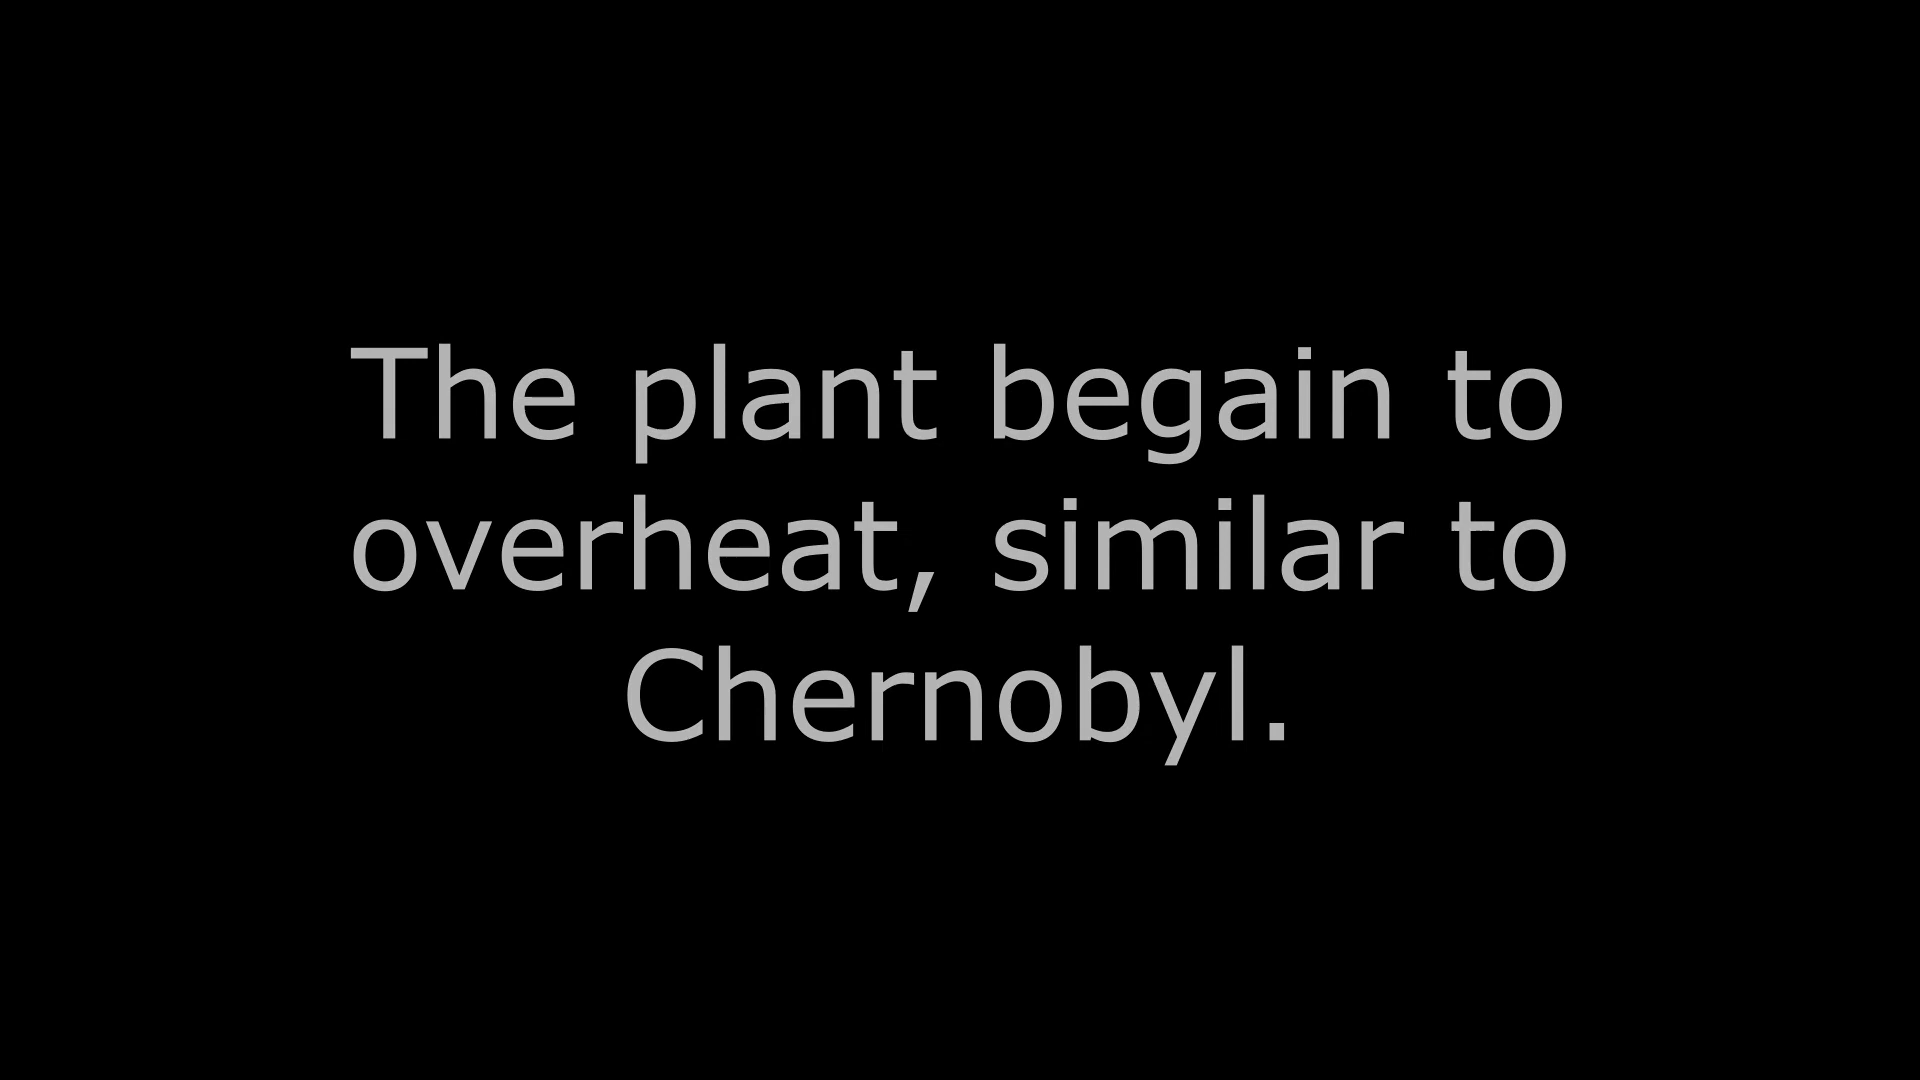 The plant begain to
overheat, similar to
Chernobyl.